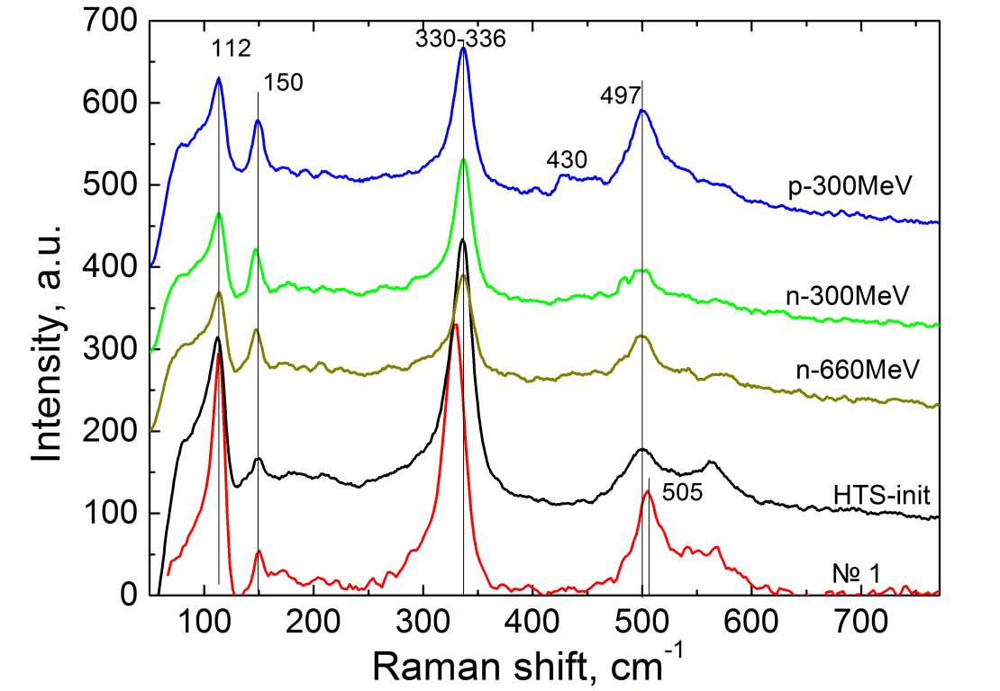 700
600
500
400
300
200
100
0
Intensity, a.u.
112
150
330-336
430
497
505
p-300MeV
n-300MeV
n-660MeV
HTS-init
№ 1
100 200 300 400 500 600 700
Raman shift, cm⁻¹